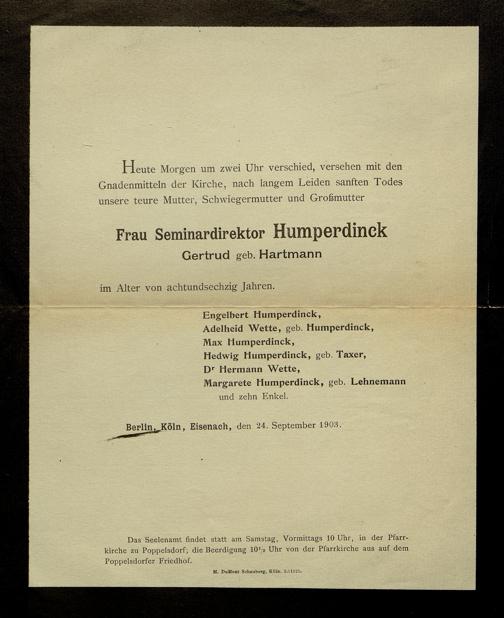 Heute Morgen um zwei Uhr verschied, versehen mit den
Gnadenmitteln der Kirche, nach langem Leiden sanften Todes
unsere teure Mutter, Schwiegermutter und Großmutter
Frau Seminardirektor Humperdinck
Gertrud geb. Hartmann
im Alter von achtundsechzig Jahren.
Engelbert Humperdinck,
Adelheid Wette, geb. Humperdinck,
Max Humperdinck,
Hedwig Humperdinck, geb. Taxer,
Dr Hermann Wette,
Margarete Humperdinck, geb. Lehnemann
und zehn Enkel.
Berlin, Köln, Eisenach, den 24. September 1903.
Das Seelenamt findet statt am Samstag, Vormittags 10 Uhr, in der Pfarr-
kirche zu Poppelsdorf; die Beerdigung 10½ Uhr von der Pfarrkirche aus auf dem
Poppelsdorfer Friedhof.
M. DuMont Schauberg, Köln.